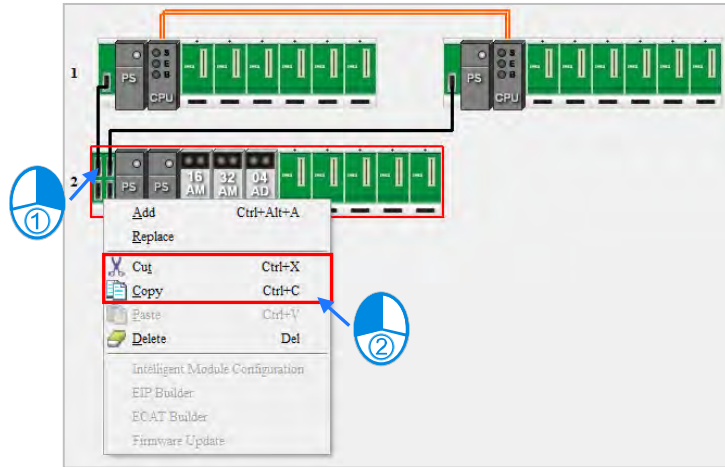 S
E
B
S
E
B
1
PS
CPU
PS
CPU
2
PS
PS
16
AM
32
AM
04
AD
1
Add Ctrl+Alt+A
Replace
Cut Ctrl+X
Copy Ctrl+C
Paste Ctrl+V
Delete Del
2
Intelligent Module Configuration
EIP Builder
ECAT Builder
Firmware Update